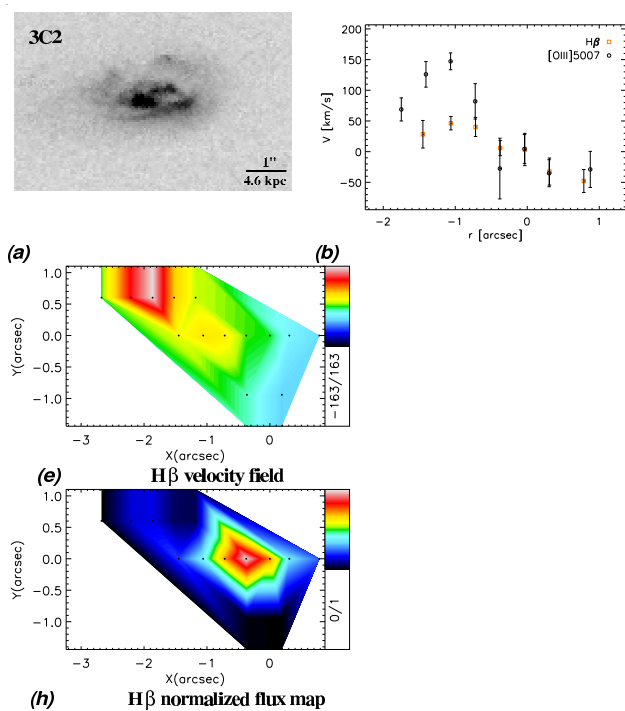 3C2
1"
4.6 kpc
200
150
100
50
0
−50
V [km/s]
Hβ
[OIII]5007
−2 −1 0 1
r [arcsec]
(a)
(b)
1.0
0.5
0.0
−0.5
−1.0
Y(arcsec)
−3 −2 −1 0
X(arcsec)
−163/163
(e)
Hβ velocity field
1.0
0.5
0.0
−0.5
−1.0
Y(arcsec)
−3 −2 −1 0
X(arcsec)
0/1
(h)
Hβ normalized flux map